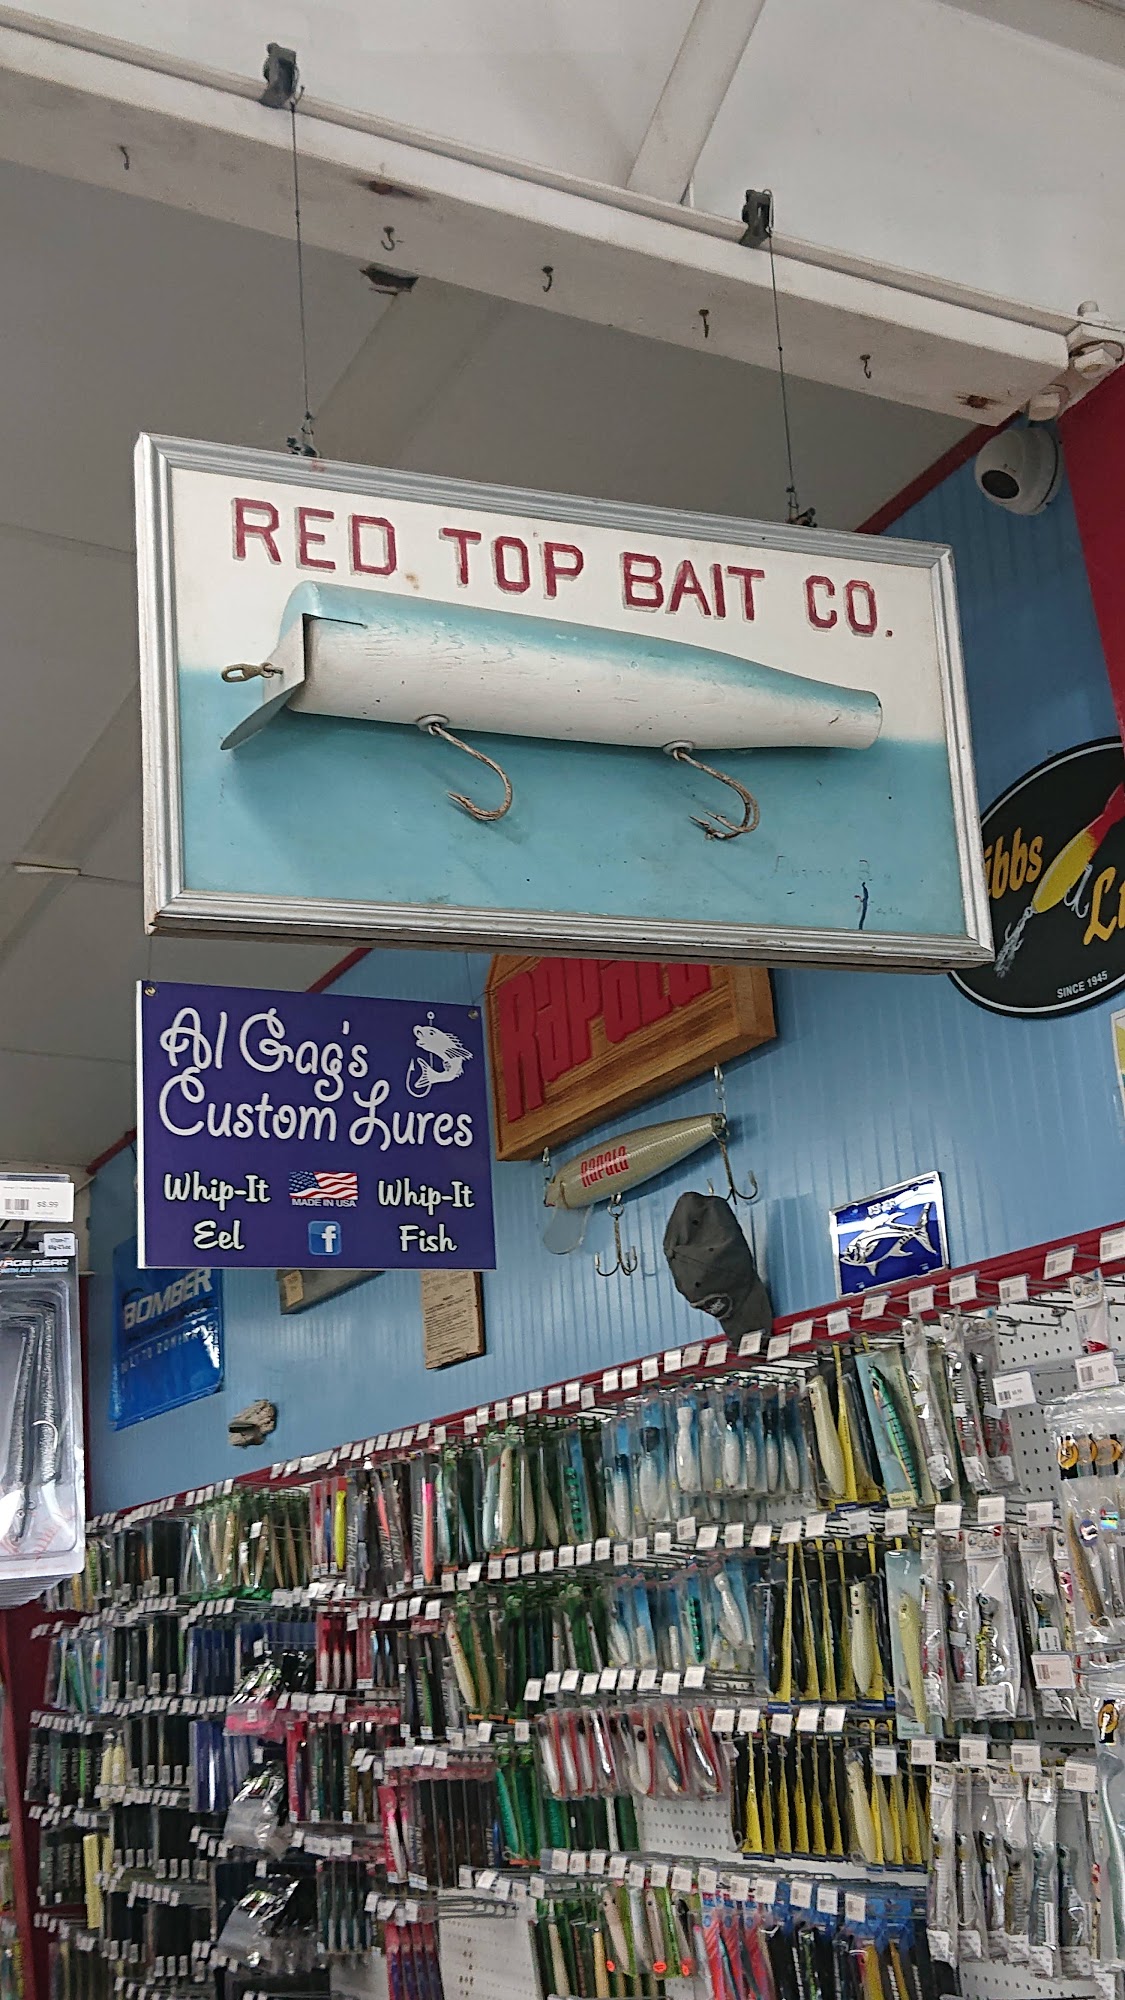 RED TOP BAIT CO.
ibbs
SINCE 1945
RAPALA
RAPALA
Al Gag's
Custom Lures
Whip-It
Eel
MADE IN USA
f
Whip-It
Fish
$8.99
BOMBER